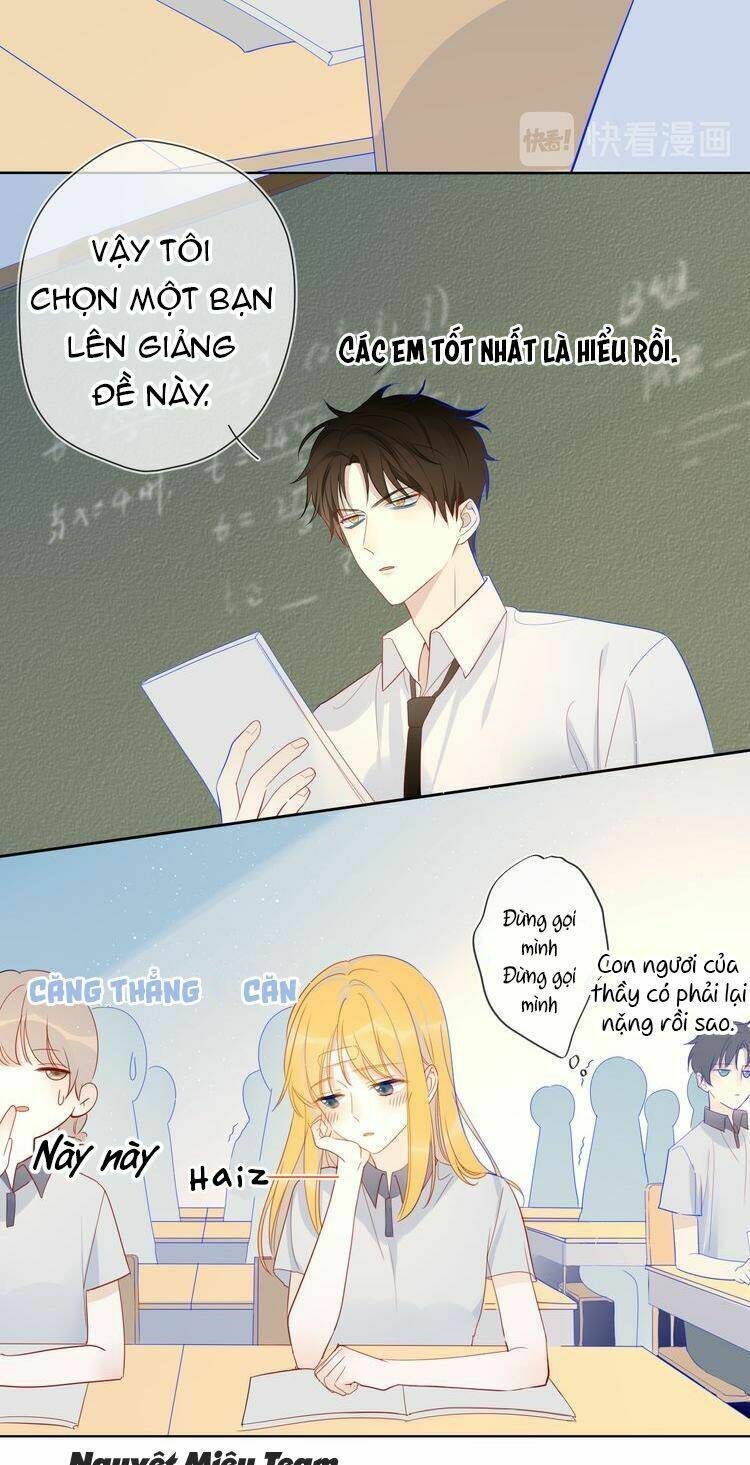 快看! 快看漫画
VẬY TÔI
CHỌN MỘT BẠN
LÊN GIẢNG
ĐỀ NÀY.
CÁC EM TỐT NHẤT LÀ HIỂU RỒI.
Đừng gọi
mình
Đừng gọi
mình
Con ngươi của
thầy có phải lại
nặng rồi sao.
CĂNG THẲNG CĂN
Này này
Haiz
Nguyệt Miêu Team